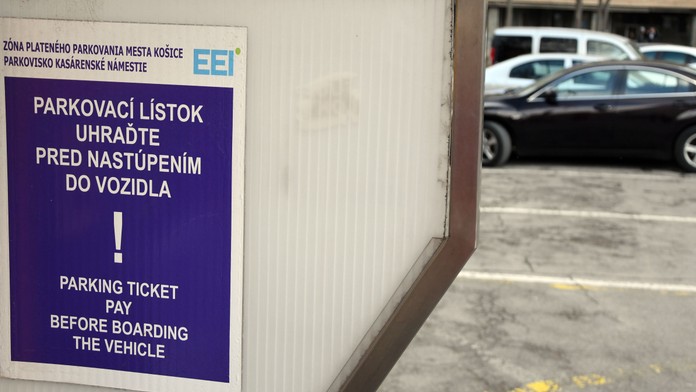 ZÓNA PLATENÉHO PARKOVANIA MESTA KOŠICE
PARKOVISKO KASÁRENSKÉ NÁMESTIE
EEI
PARKOVACÍ LÍSTOK
UHRAĎTE
PRED NASTÚPENÍM
DO VOZIDLA
!
PARKING TICKET
PAY
BEFORE BOARDING
THE VEHICLE